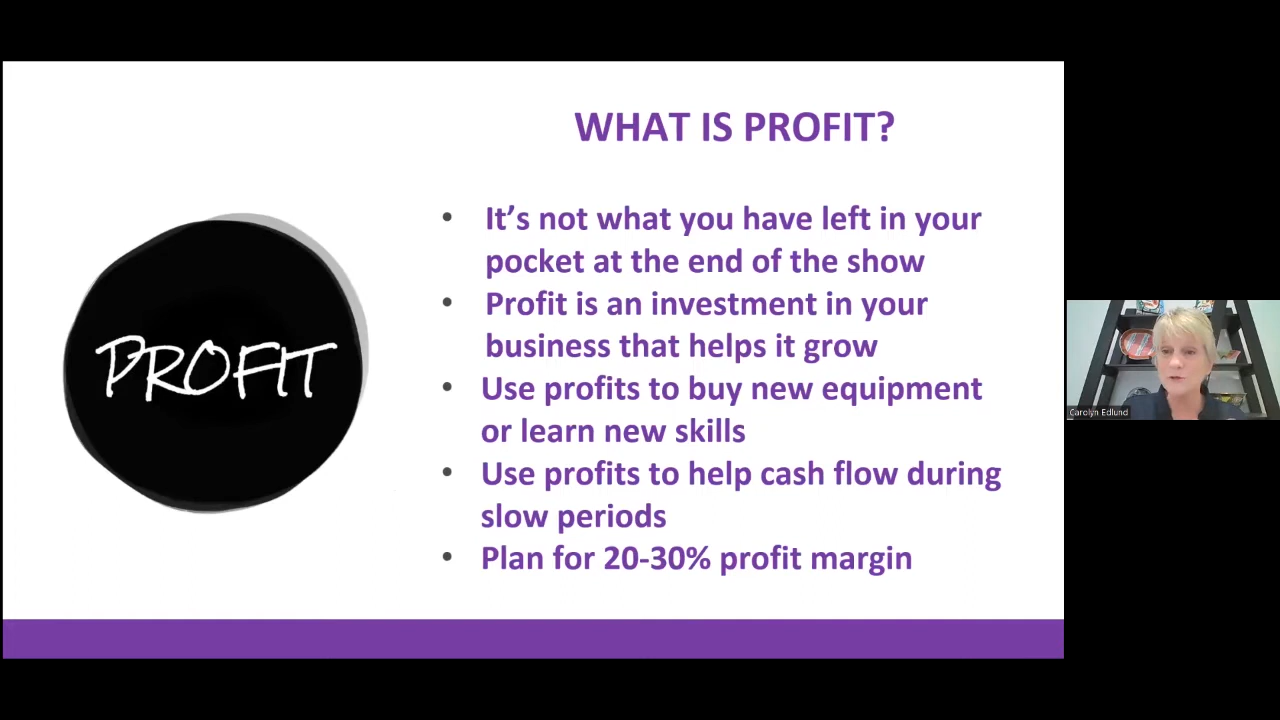 WHAT IS PROFIT?
• It’s not what you have left in your
pocket at the end of the show
• Profit is an investment in your
business that helps it grow
• Use profits to buy new equipment
or learn new skills
• Use profits to help cash flow during
slow periods
• Plan for 20-30% profit margin
PROFIT
Carolyn Edlund